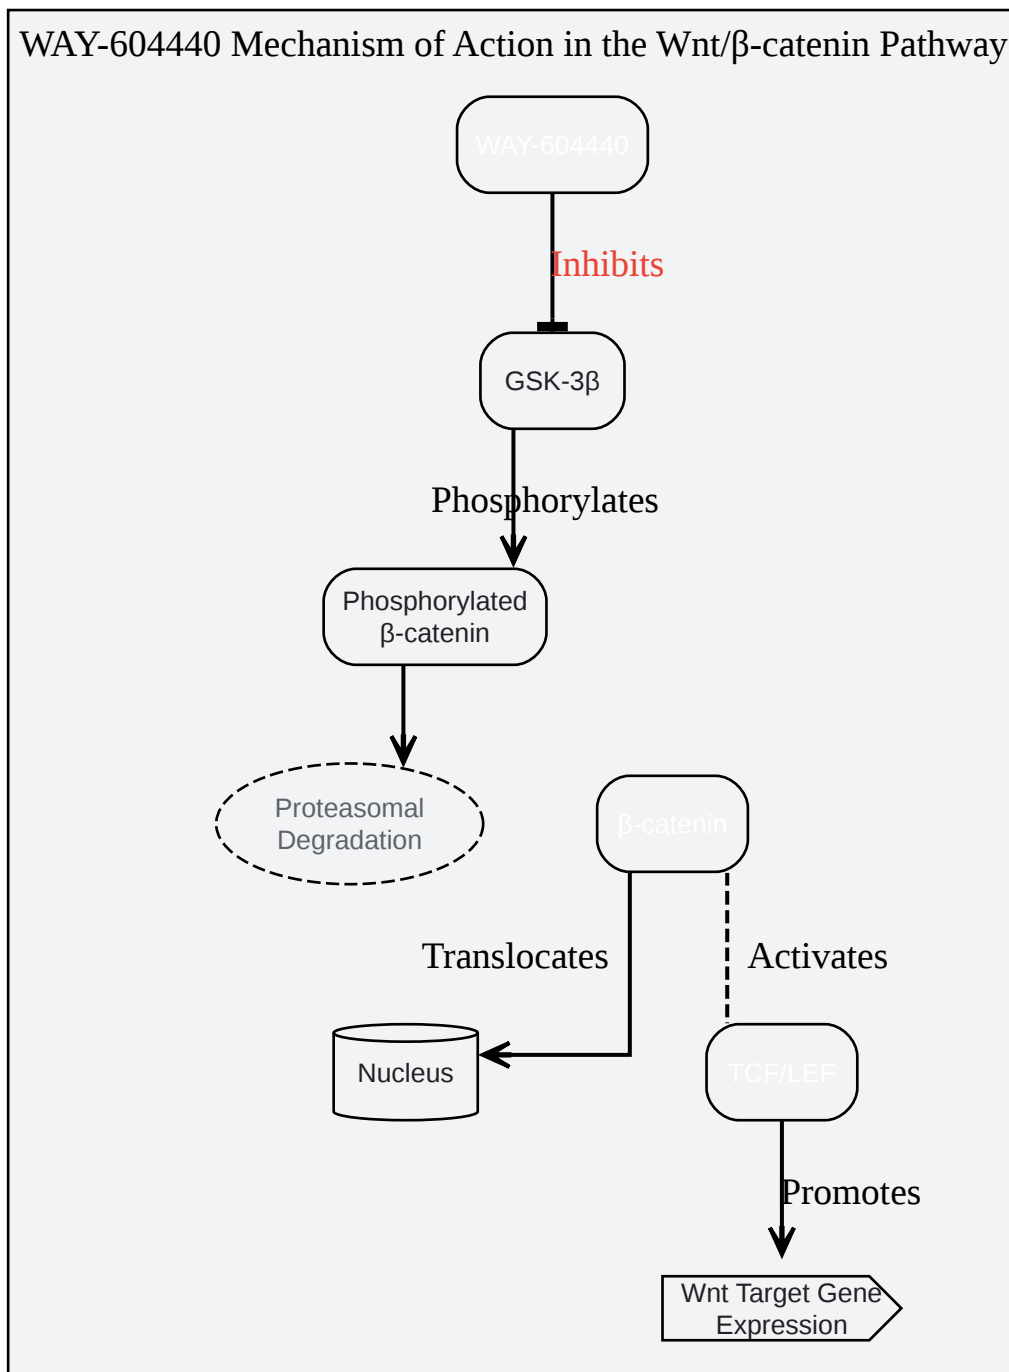 WAY-604440 Mechanism of Action in the Wnt/β-catenin Pathway
WAY-604440
Inhibits
GSK-3β
Phosphorylates
Phosphorylated
β-catenin
Proteasomal
Degradation
β-catenin
Translocates
Activates
Nucleus
TCF/LEF
Promotes
Wnt Target Gene
Expression